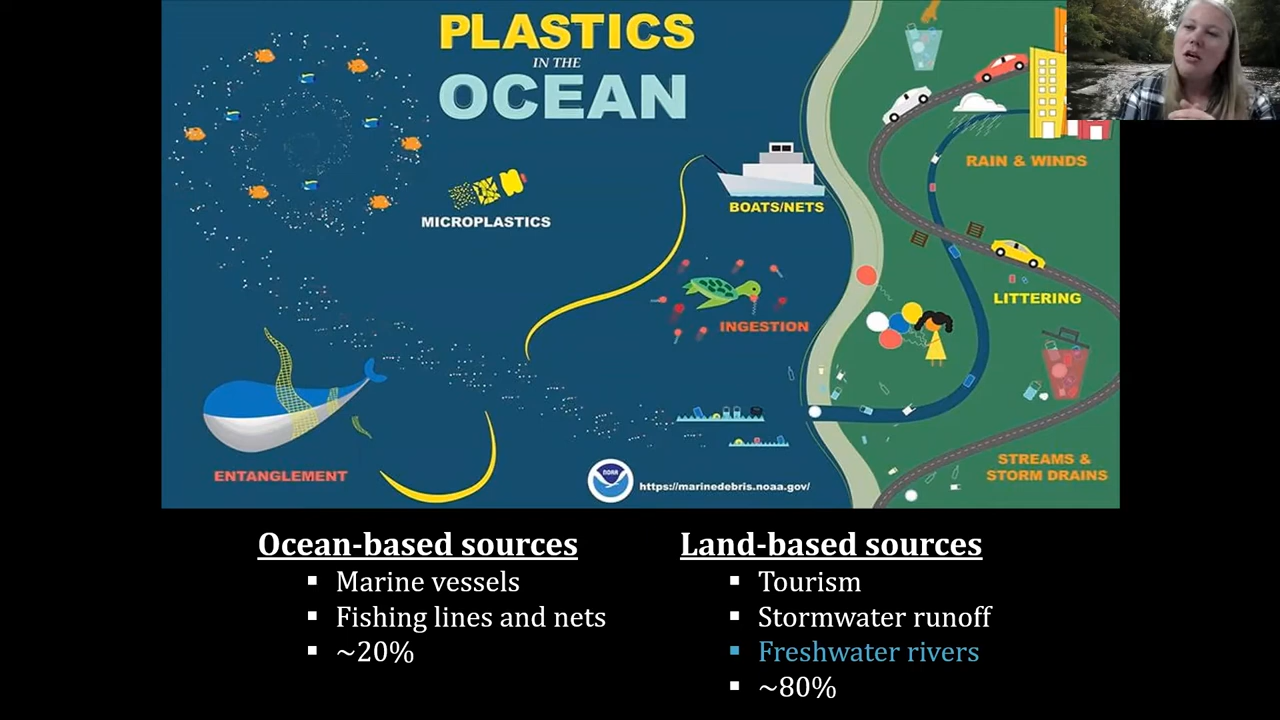 PLASTICS
IN THE
OCEAN
RAIN & WINDS
MICROPLASTICS
BOATS/NETS
LITTERING
INGESTION
ENTANGLEMENT
STREAMS &
STORM DRAINS
NOAA
https://marinedebris.noaa.gov/
Ocean-based sources
▪ Marine vessels
▪ Fishing lines and nets
▪ ~20%
Land-based sources
▪ Tourism
▪ Stormwater runoff
▪ Freshwater rivers
▪ ~80%